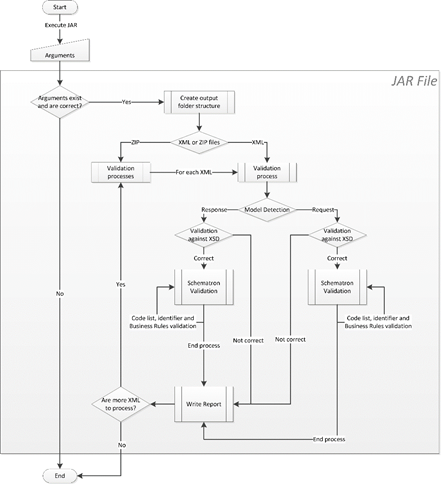 Start
Execute JAR
Arguments
JAR File
Arguments exist
and are correct?
Yes
Create output
folder structure
ZIP
XML or ZIP files
XML
Validation
processes
For each XML
Validation
process
Response
Model Detection
Request
Validation
against XSD
Validation
against XSD
Correct
Correct
Schematron
Validation
Schematron
Validation
Yes
No
Code list, identifier and
Business Rules validation
Code list, identifier and
Business Rules validation
End process
Not correct
Not correct
Are more XML
to process?
Write Report
End process
No
End